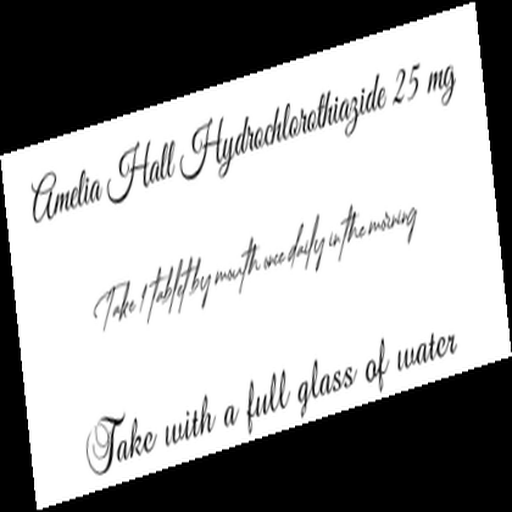 Amelia Hall Hydrochlorothiazide 25 mg
Take 1 tablet by mouth once daily in the morning
Take with a full glass of water